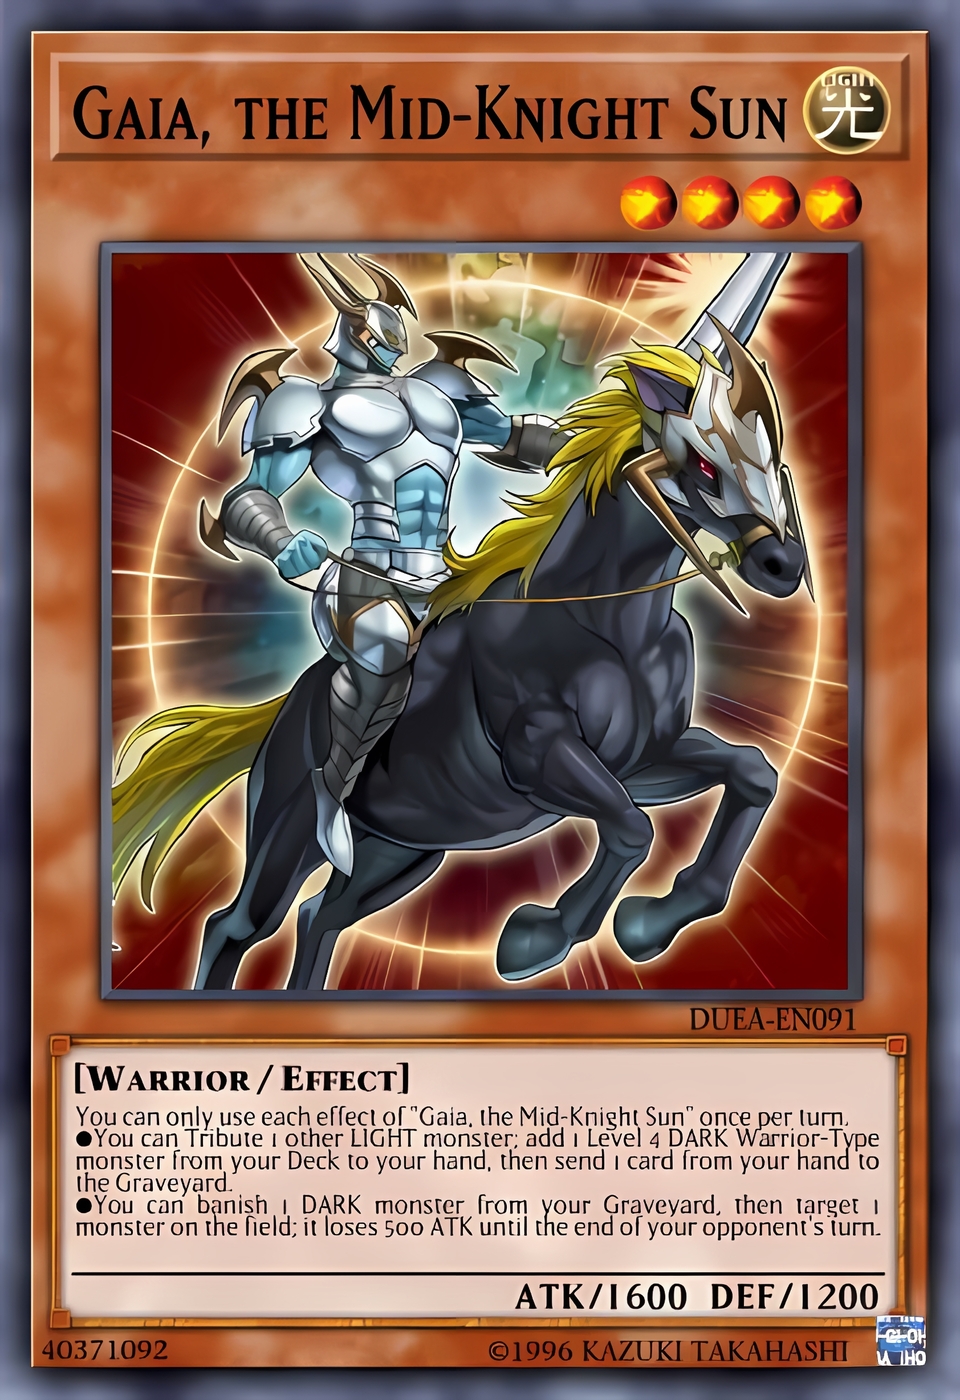 Gaia, the Mid-Knight Sun
光
DUEA-EN091
[Warrior / Effect]
You can only use each effect of "Gaia, the Mid-Knight Sun" once per turn.
●You can Tribute 1 other LIGHT monster; add 1 Level 4 DARK Warrior-Type
monster from your Deck to your hand, then send 1 card from your hand to
the Graveyard.
●You can banish 1 DARK monster from your Graveyard, then target 1
monster on the field; it loses 500 ATK until the end of your opponent's turn.
ATK/1600 DEF/1200
40371092
©1996 KAZUKI TAKAHASHI